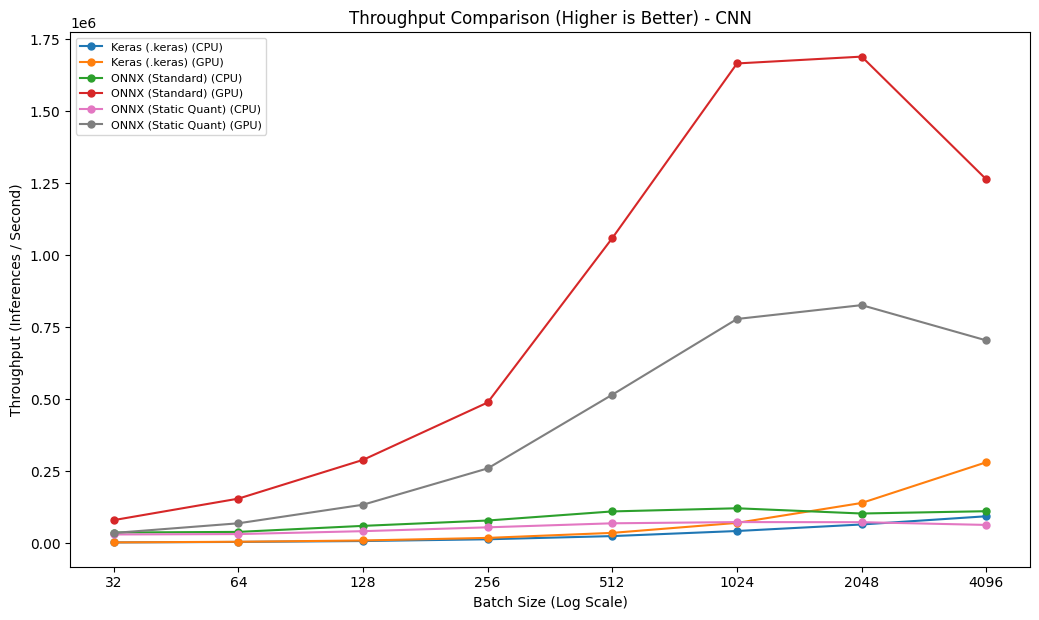 Throughput Comparison (Higher is Better) - CNN
1e6
1.75
1.50
1.25
1.00
0.75
0.50
0.25
0.00
Throughput (Inferences / Second)
Keras (.keras) (CPU)
Keras (.keras) (GPU)
ONNX (Standard) (CPU)
ONNX (Standard) (GPU)
ONNX (Static Quant) (CPU)
ONNX (Static Quant) (GPU)
32 64 128 256 512 1024 2048 4096
Batch Size (Log Scale)